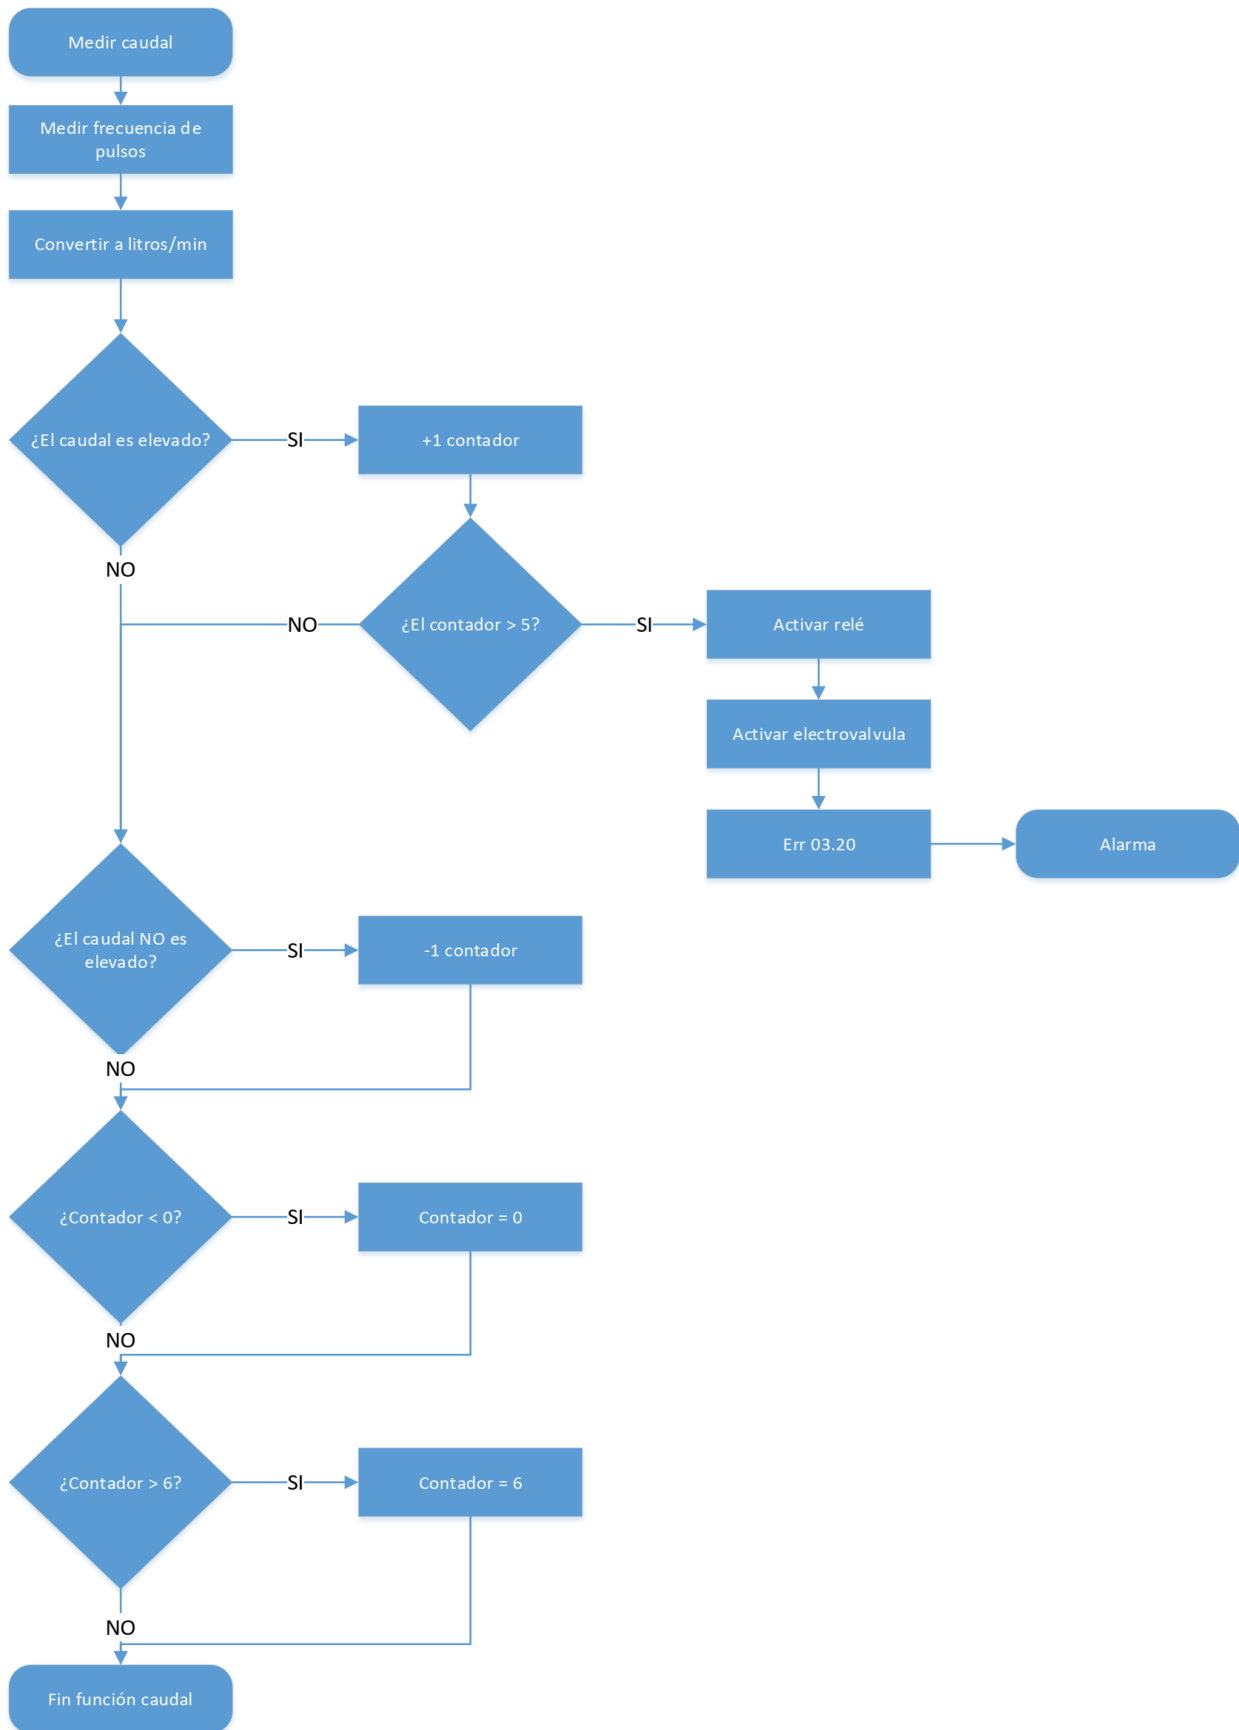 Medir caudal
Medir frecuencia de
pulsos
Convertir a litros/min
¿El caudal es elevado?
SI
+1 contador
NO
¿El contador > 5?
NO
SI
Activar relé
Activar electrovalvula
Err 03.20
Alarma
¿El caudal NO es
elevado?
SI
-1 contador
NO
¿Contador < 0?
SI
Contador = 0
NO
¿Contador > 6?
SI
Contador = 6
NO
Fin función caudal